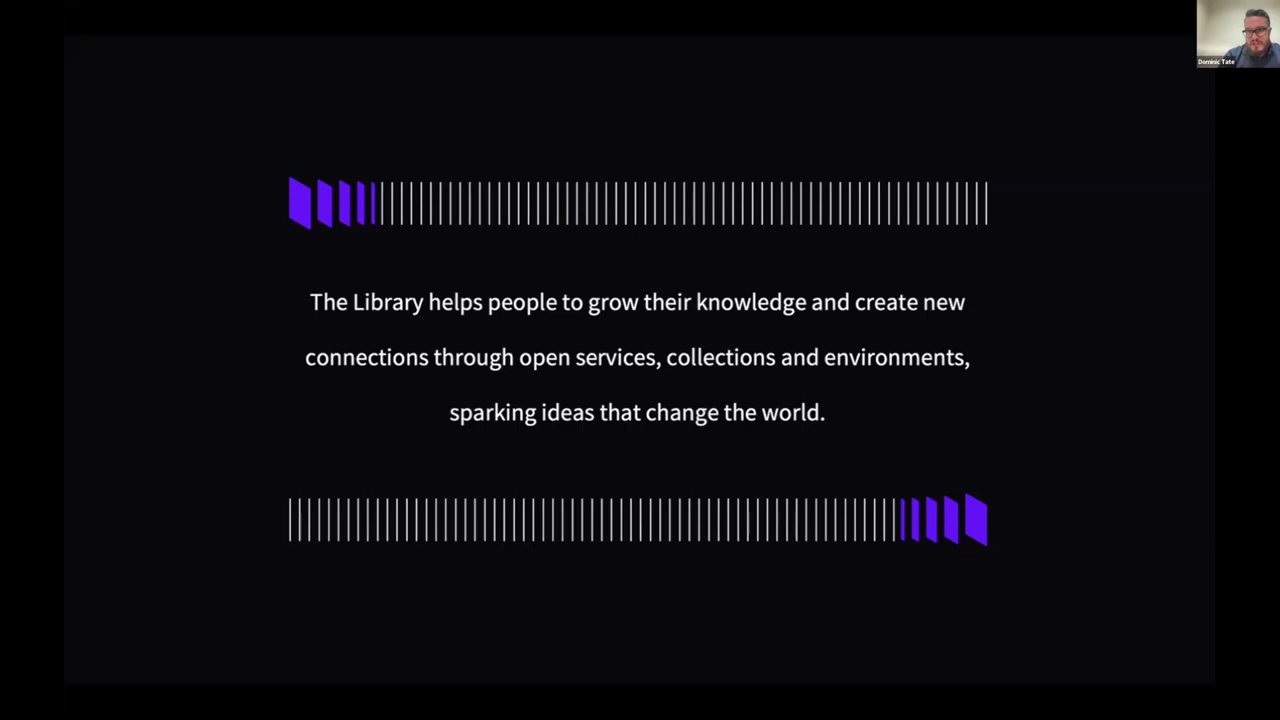 Dominic Tate
The Library helps people to grow their knowledge and create new
connections through open services, collections and environments,
sparking ideas that change the world.